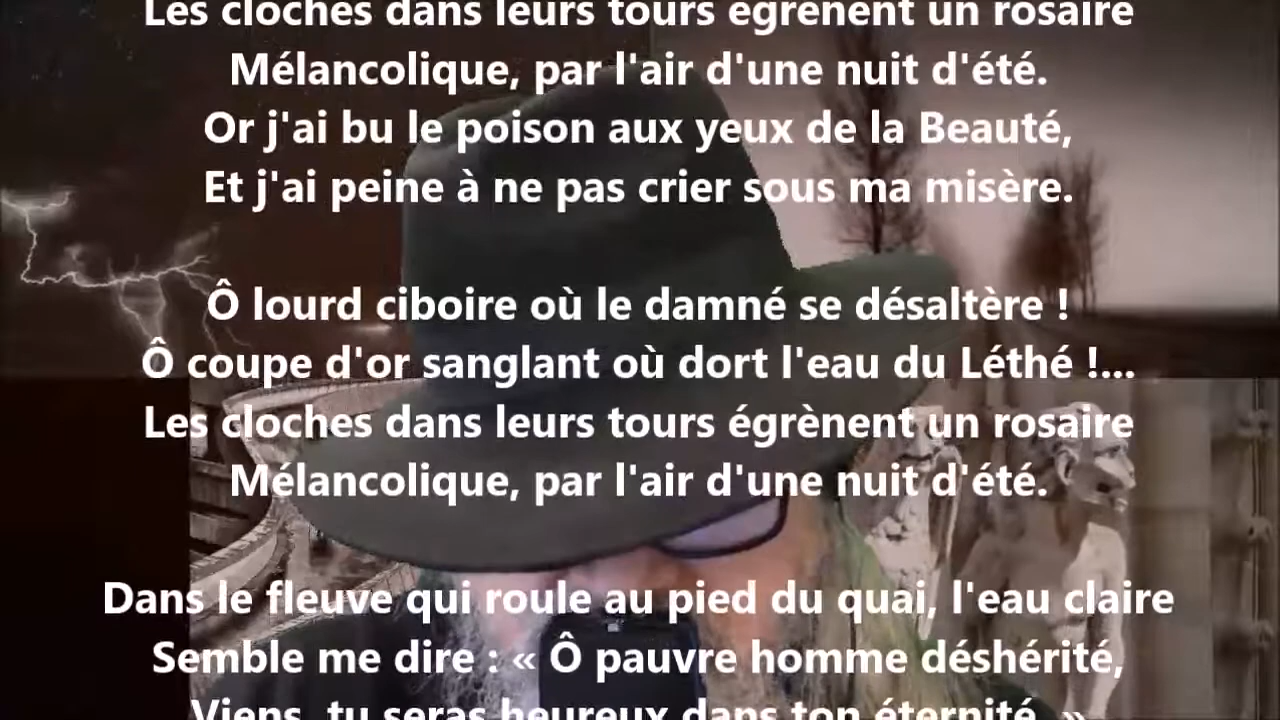 Les cloches dans leurs tours égrènent un rosaire
Mélancolique, par l'air d'une nuit d'été.
Or j'ai bu le poison aux yeux de la Beauté,
Et j'ai peine à ne pas crier sous ma misère.
Ô lourd ciboire où le damné se désaltère !
Ô coupe d'or sanglant où dort l'eau du Léthé !...
Les cloches dans leurs tours égrènent un rosaire
Mélancolique, par l'air d'une nuit d'été.
Dans le fleuve qui roule au pied du quai, l'eau claire
Semble me dire : « Ô pauvre homme déshérité,
Viens, tu seras heureux dans ton éternité. »